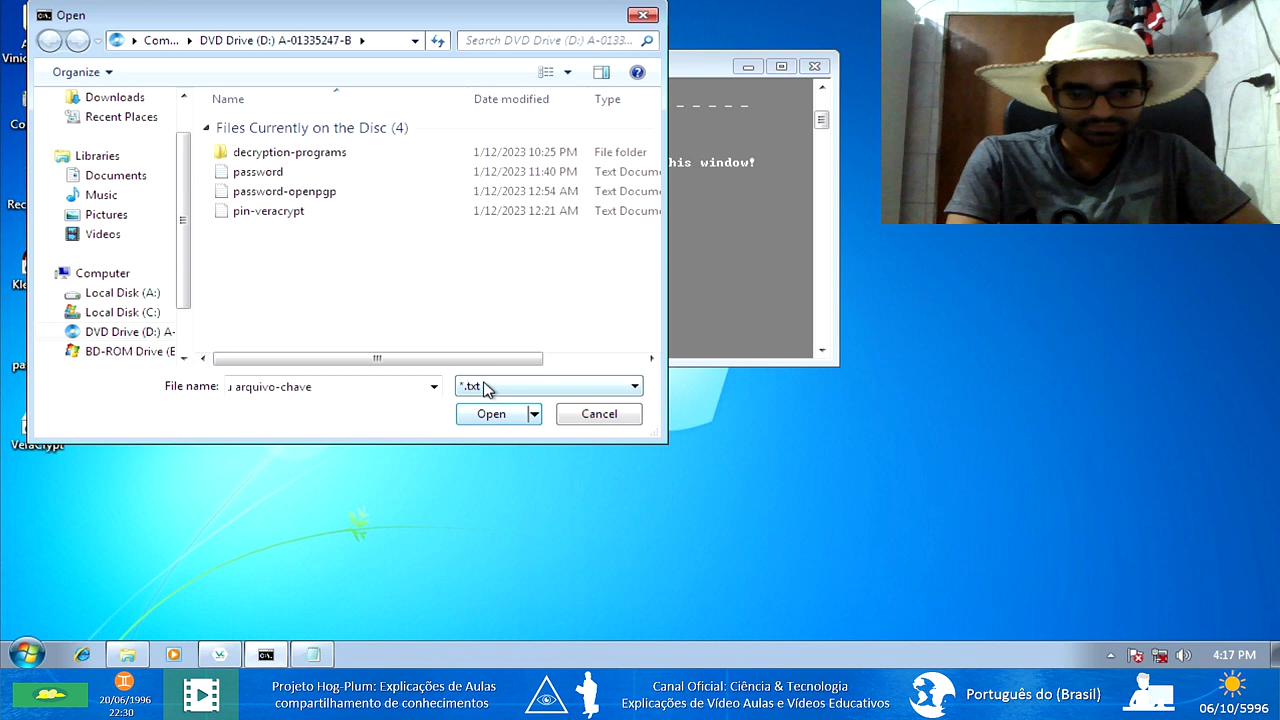 Open
Com...
DVD Drive (D:) A-01335247-B
Search DVD Drive (D:) A-0133...
Organize
Downloads
Recent Places
Libraries
Documents
Music
Pictures
Videos
Computer
Local Disk (A:)
Local Disk (C:)
DVD Drive (D:) A-
BD-ROM Drive (E
Name
Date modified
Type
Files Currently on the Disc (4)
decryption-programs 1/12/2023 10:25 PM File folder
password 1/12/2023 11:40 PM Text Docume
password-openpgp 1/12/2023 12:54 AM Text Docume
pin-veracrypt 1/12/2023 12:21 AM Text Docume
File name: u arquivo-chave
*.txt
Open
Cancel
_ _ _ _ _
his window!
VeraCrypt
4:17 PM
20/06/1996
22:30
Projeto Hog-Plum: Explicações de Aulas
Compartilhamento de conhecimentos
Canal Oficial: Ciência & Tecnologia
Explicações de Vídeo Aulas e Vídeos Educativos
Português do (Brasil)
06/10/5996